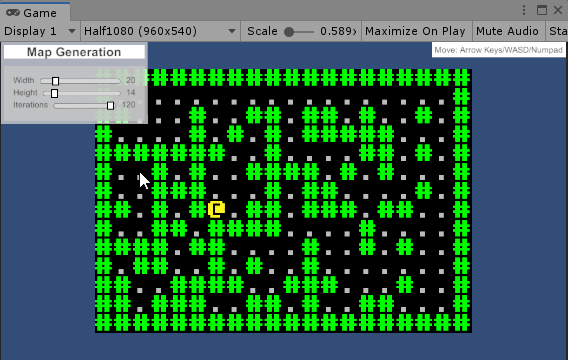 Game
Display 1
Half1080 (960x540)
Scale
0.589x
Maximize On Play
Mute Audio
Map Generation
Move: Arrow Keys/WASD/Numpad
Width
20
Height
14
Iterations
120